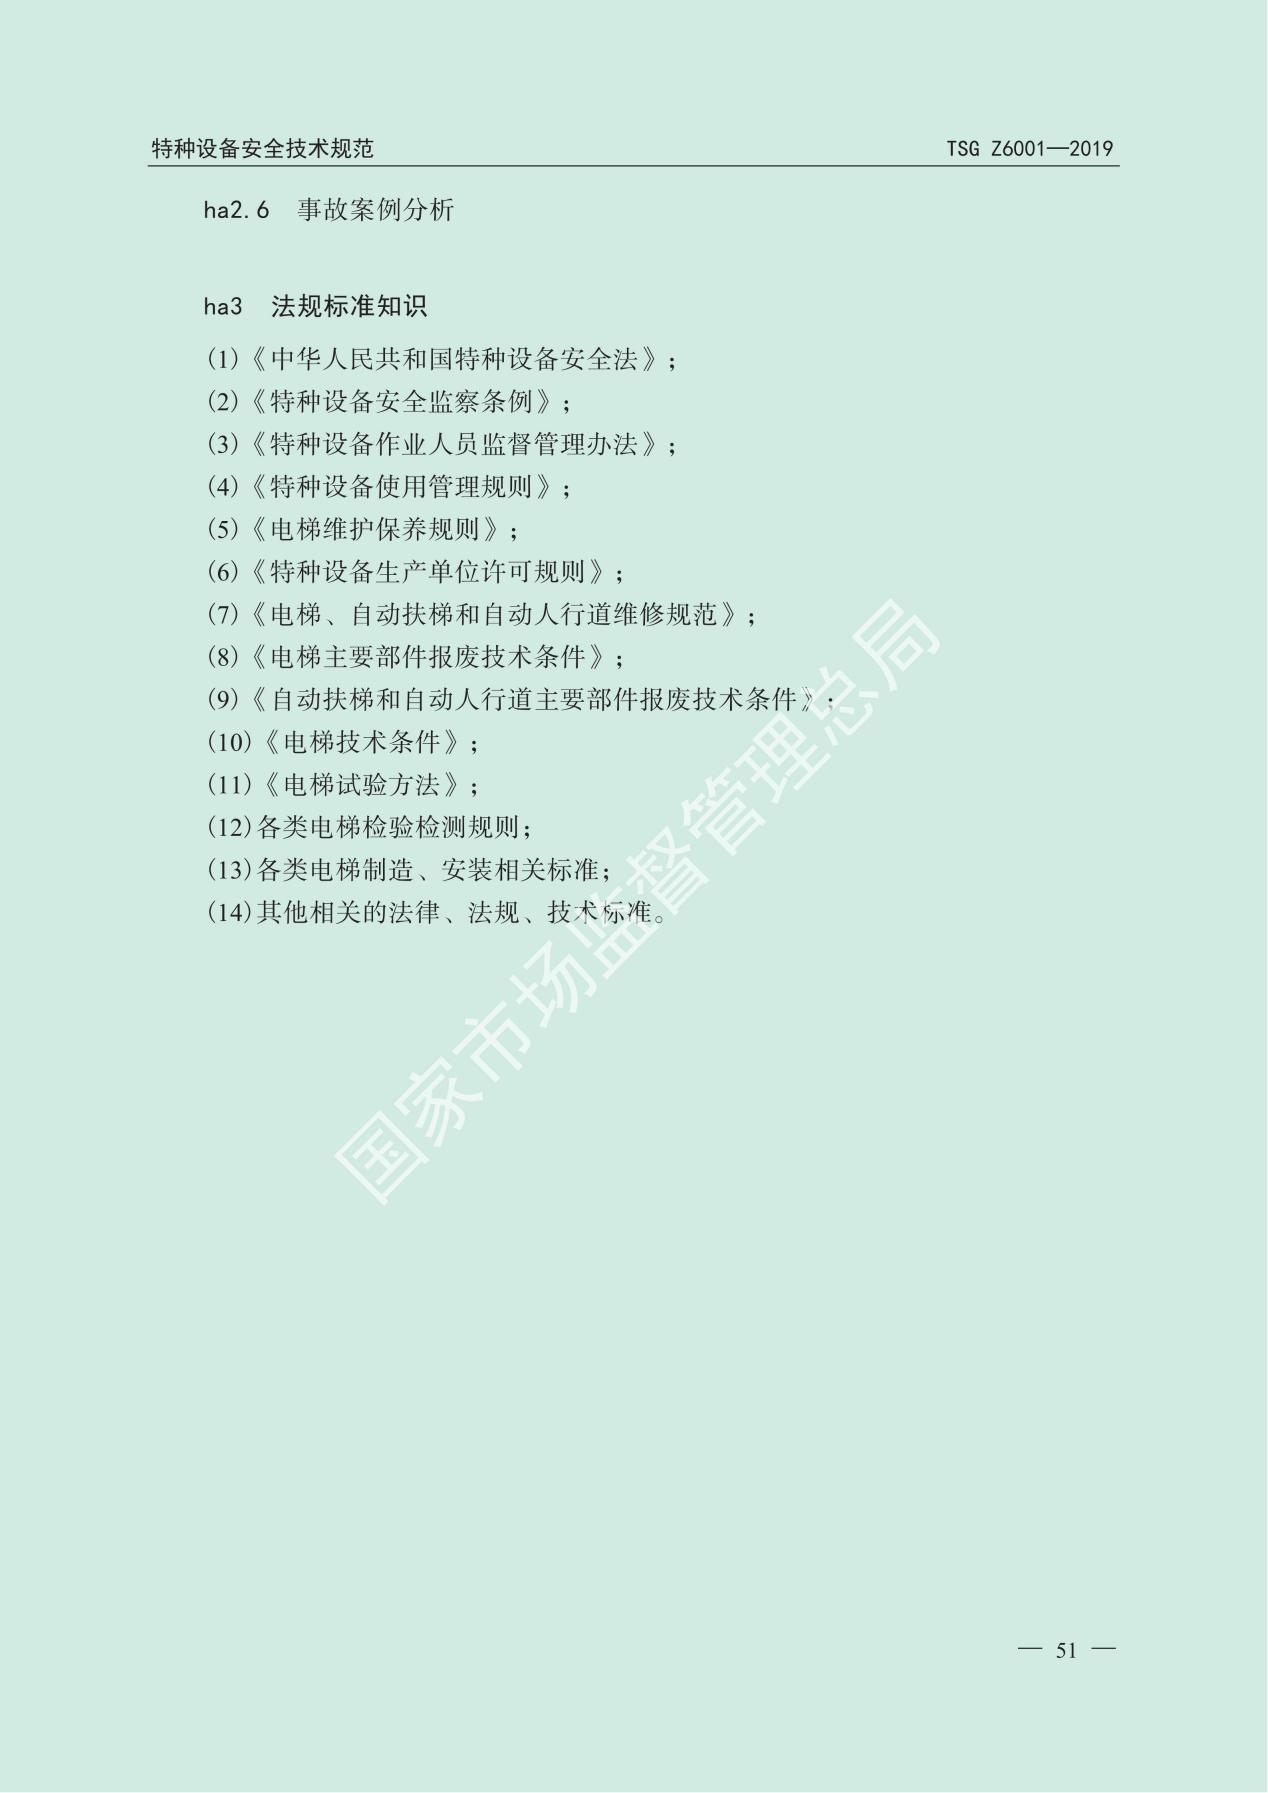 特种设备安全技术规范 TSG Z6001—2019
ha2.6 事故案例分析
ha3 法规标准知识
(1)《中华人民共和国特种设备安全法》;
(2)《特种设备安全监察条例》;
(3)《特种设备作业人员监督管理办法》;
(4)《特种设备使用管理规则》;
(5)《电梯维护保养规则》;
(6)《特种设备生产单位许可规则》;
(7)《电梯、自动扶梯和自动人行道维修规范》;
(8)《电梯主要部件报废技术条件》;
(9)《自动扶梯和自动人行道主要部件报废技术条件》;
(10)《电梯技术条件》;
(11)《电梯试验方法》;
(12)各类电梯检验检测规则;
(13)各类电梯制造、安装相关标准;
(14)其他相关的法律、法规、技术标准。
国家市场监督管理总局
— 51 —